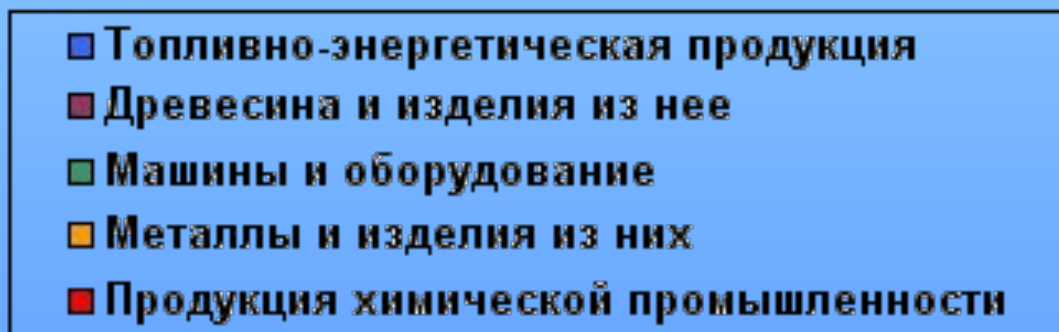 Топливно-энергетическая продукция
Древесина и изделия из нее
Машины и оборудование
Металлы и изделия из них
Продукция химической промышленности